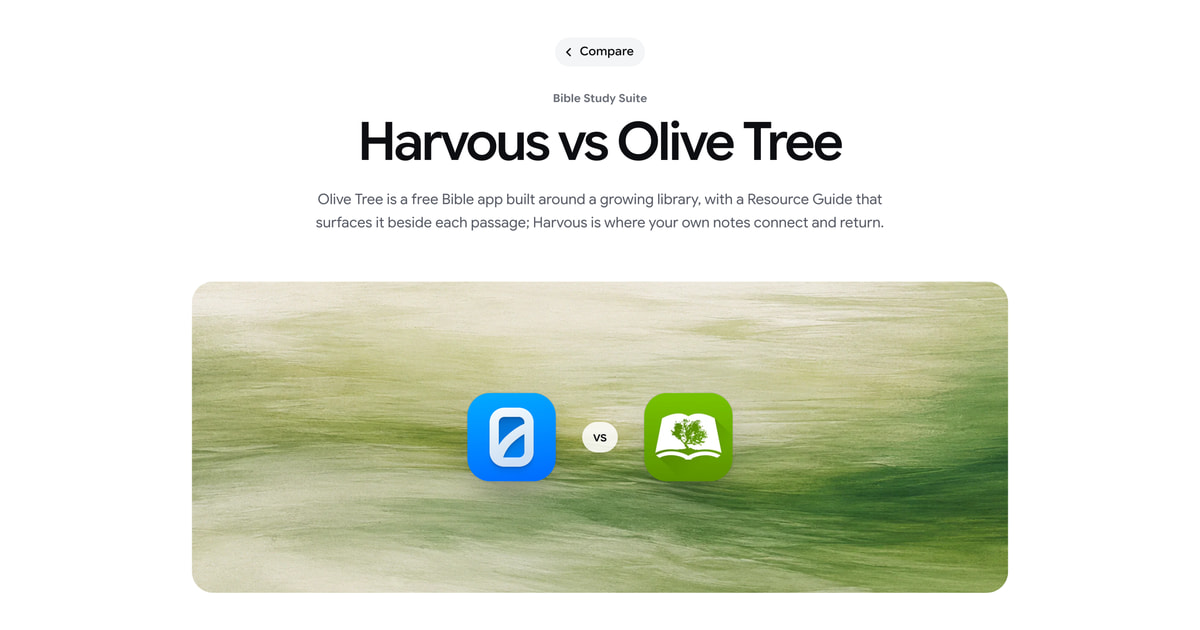 Compare
Bible Study Suite
Harvous vs Olive Tree
Olive Tree is a free Bible app built around a growing library, with a Resource Guide that
surfaces it beside each passage; Harvous is where your own notes connect and return.
vs